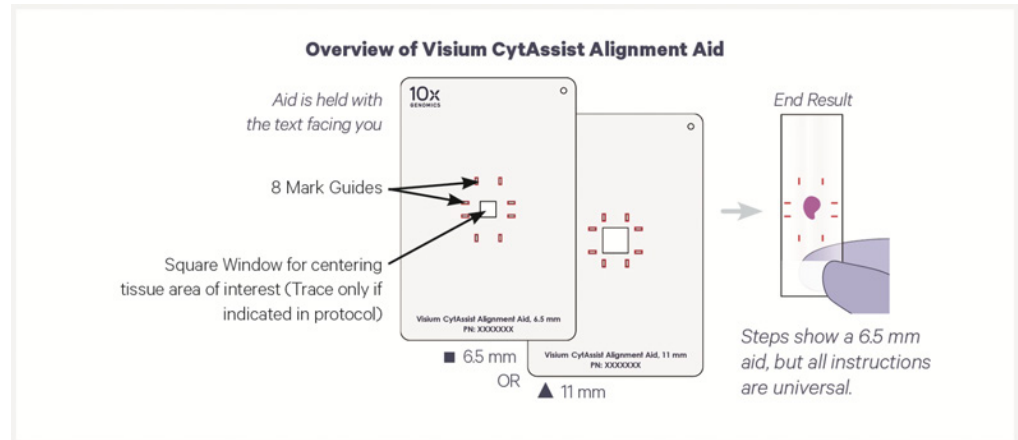 Overview of Visium CytAssist Alignment Aid
Aid is held with
the text facing you
8 Mark Guides
Square Window for centering
tissue area of interest (Trace only if
indicated in protocol)
10x
GENOMICS
Visium CytAssist Alignment Aid, 6.5 mm
PN: XXXXXXX
■ 6.5 mm
OR
Visium CytAssist Alignment Aid, 11 mm
PN: XXXXXXX
▲ 11 mm
End Result
Steps show a 6.5 mm
aid, but all instructions
are universal.